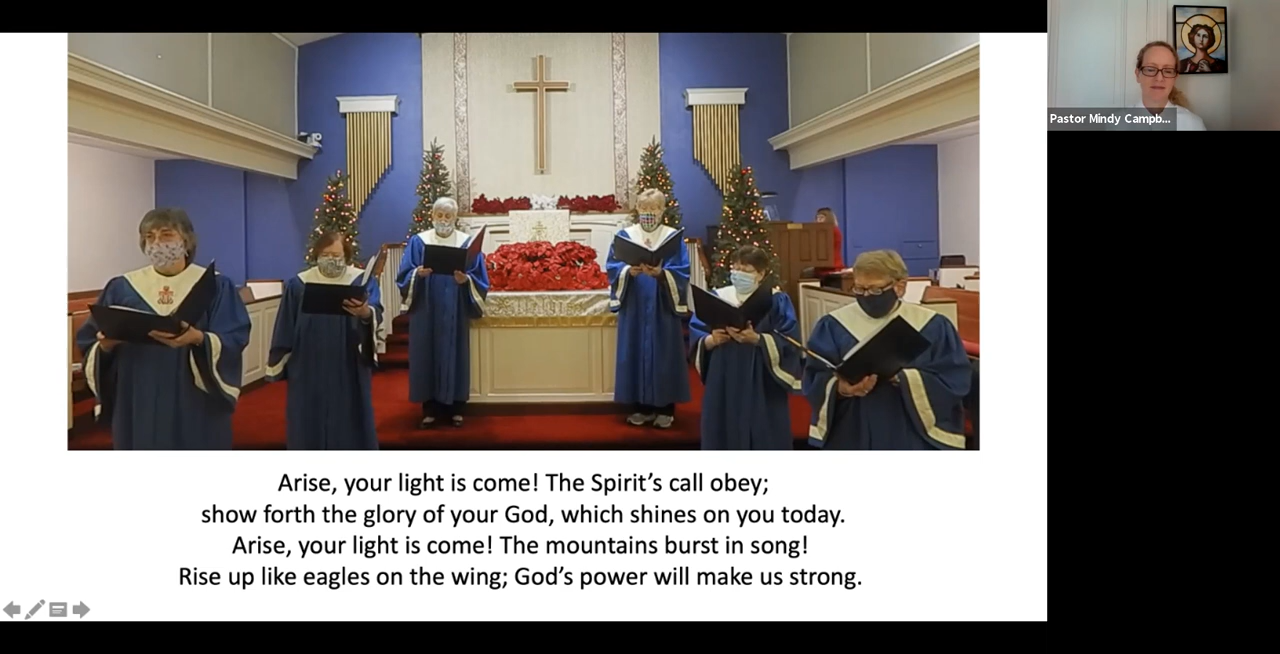 Pastor Mindy Campb...
Arise, your light is come! The Spirit’s call obey;
show forth the glory of your God, which shines on you today.
Arise, your light is come! The mountains burst in song!
Rise up like eagles on the wing; God’s power will make us strong.